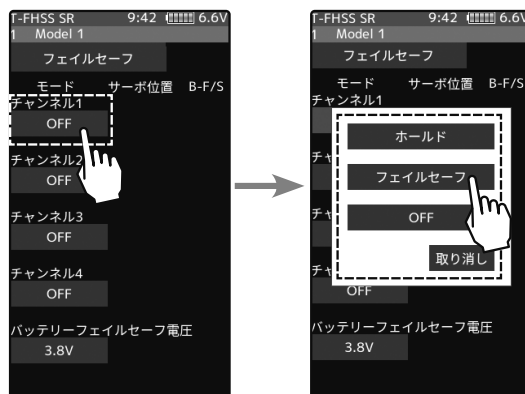 T-FHSS SR 9:42 6.6V
1 Model 1
フェイルセーフ
モード サーボ位置 B-F/S
チャンネル1
OFF
チャンネル2
OFF
チャンネル3
OFF
チャンネル4
OFF
バッテリーフェイルセーフ電圧
3.8V
T-FHSS SR 9:42 6.6V
1 Model 1
フェイルセーフ
モード サーボ位置 B-F/S
チャンネル1
ホールド
フェイルセーフ
OFF
取り消し
OFF
バッテリーフェイルセーフ電圧
3.8V